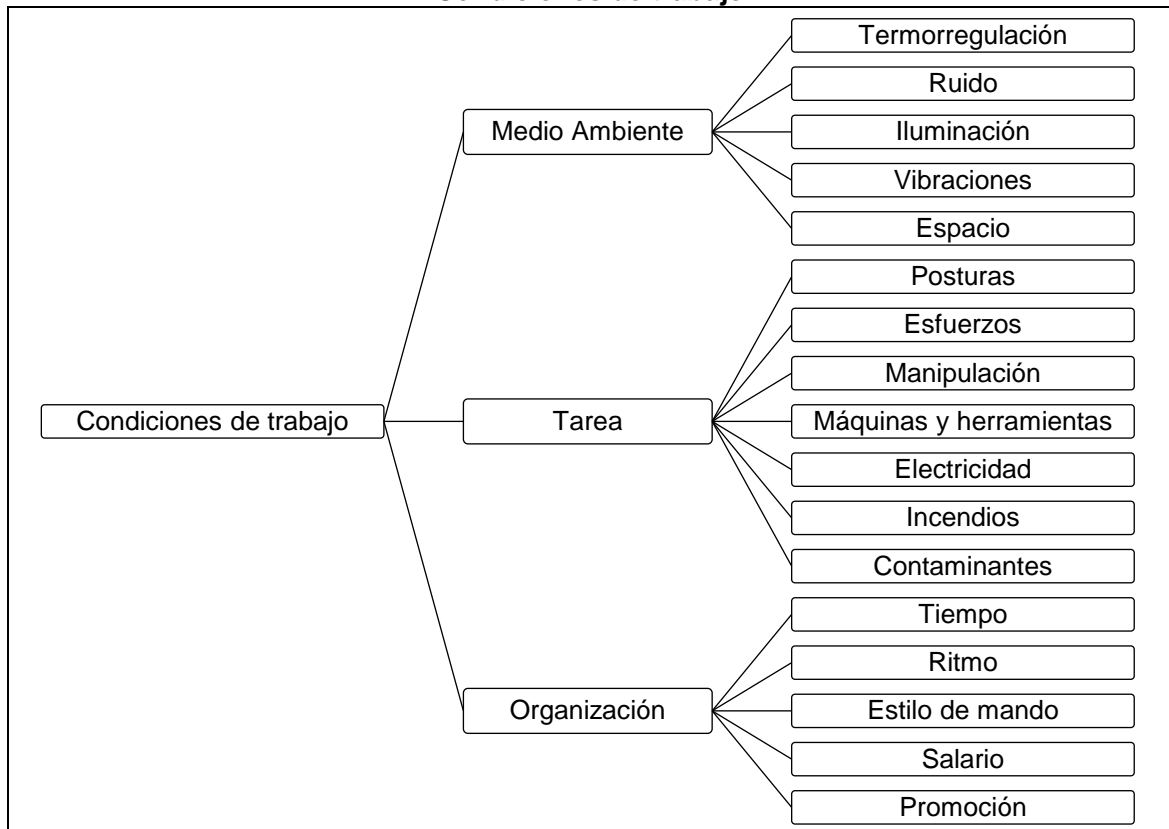 Termorregulación
Ruido
Medio Ambiente
Iluminación
Vibraciones
Espacio
Posturas
Esfuerzos
Manipulación
Condiciones de trabajo
Tarea
Máquinas y herramientas
Electricidad
Incendios
Contaminantes
Tiempo
Ritmo
Organización
Estilo de mando
Salario
Promoción